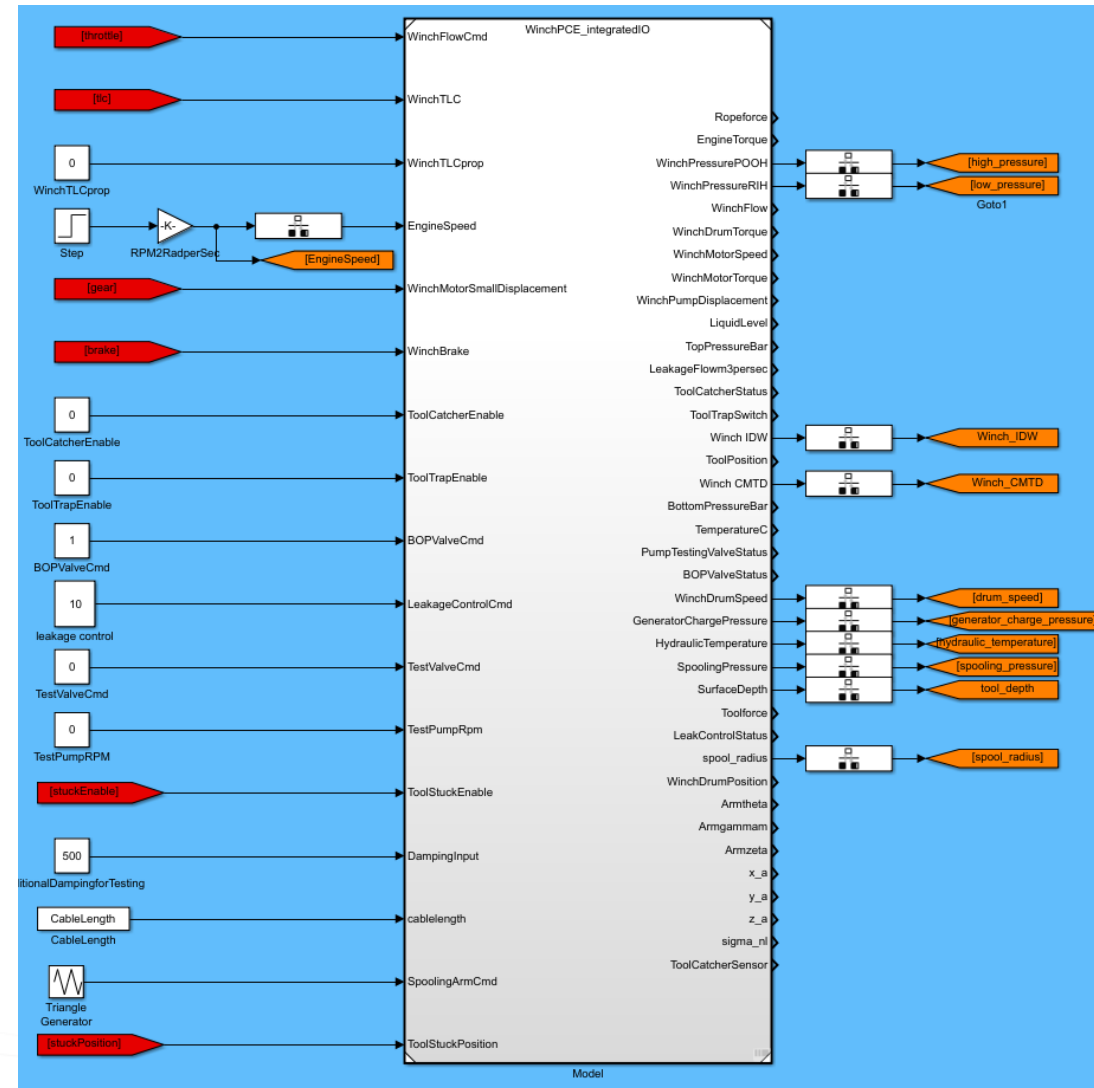 WinchPCE_integratedIO
[throttle]
WinchFlowCmd
[tlc]
WinchTLC
0
WinchTLCprop
WinchTLCprop
Step
-K-
RPM2RadperSec
EngineSpeed
[EngineSpeed]
[gear]
WinchMotorSmallDisplacement
[brake]
WinchBrake
0
ToolCatcherEnable
ToolCatcherEnable
0
ToolTrapEnable
ToolTrapEnable
1
BOPValveCmd
BOPValveCmd
10
leakage control
LeakageControlCmd
0
TestValveCmd
TestValveCmd
0
TestPumpRPM
TestPumpRpm
[stuckEnable]
ToolStuckEnable
500
litionalDampingforTesting
DampingInput
CableLength
CableLength
cablelength
Triangle
Generator
SpoolingArmCmd
[stuckPosition]
ToolStuckPosition
Ropeforce
EngineTorque
WinchPressurePOOH
[high_pressure]
WinchPressureRIH
[low_pressure]
Goto1
WinchFlow
WinchDrumTorque
WinchMotorSpeed
WinchMotorTorque
WinchPumpDisplacement
LiquidLevel
TopPressureBar
LeakageFlowm3persec
ToolCatcherStatus
ToolTrapSwitch
Winch IDW
Winch_IDW
ToolPosition
Winch CMTD
Winch_CMTD
BottomPressureBar
TemperatureC
PumpTestingValveStatus
BOPValveStatus
WinchDrumSpeed
[drum_speed]
GeneratorChargePressure
[generator_charge_pressure]
HydraulicTemperature
[hydraulic_temperature]
SpoolingPressure
[spooling_pressure]
SurfaceDepth
tool_depth
Toolforce
LeakControlStatus
spool_radius
[spool_radius]
WinchDrumPosition
Armtheta
Armgammam
Armzeta
x_a
y_a
z_a
sigma_nl
ToolCatcherSensor
Model